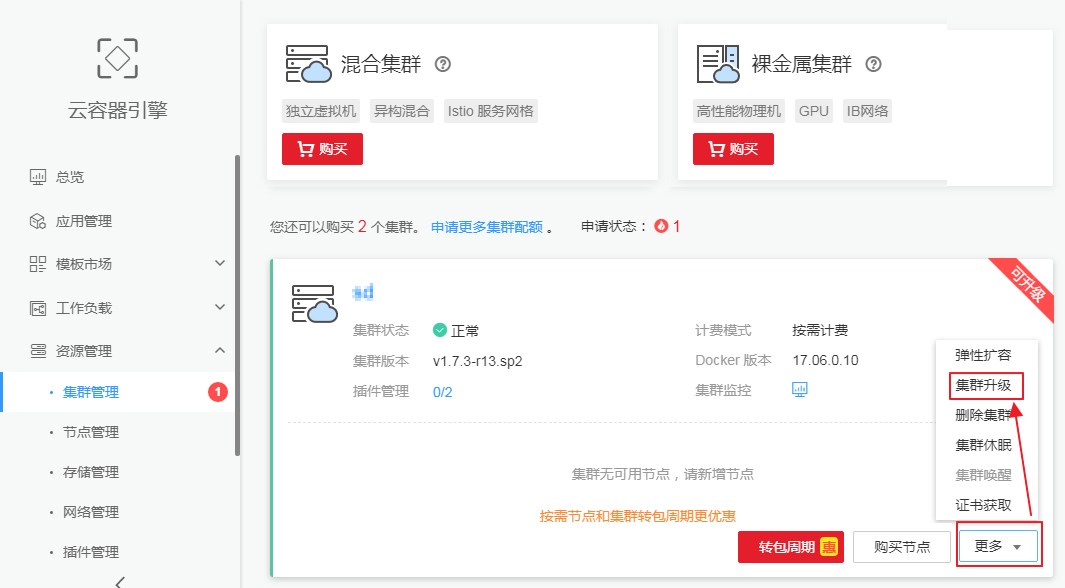 云容器引擎
总览
应用管理
模板市场
工作负载
资源管理
集群管理 1
节点管理
存储管理
网络管理
插件管理
混合集群 ?
独立虚拟机 异构混合 Istio 服务网格
购买
裸金属集群 ?
高性能物理机 GPU IB网络
购买
您还可以购买 2 个集群。 申请更多集群配额 。 申请状态： 1
可升级
集群状态 正常
集群版本 v1.7.3-r13.sp2
插件管理 0/2
计费模式 按需计费
Docker 版本 17.06.0.10
集群监控
集群无可用节点，请新增节点
按需节点和集群转包周期更优惠
弹性扩容
集群升级
删除集群
集群休眠
集群唤醒
证书获取
转包周期 惠 购买节点 更多